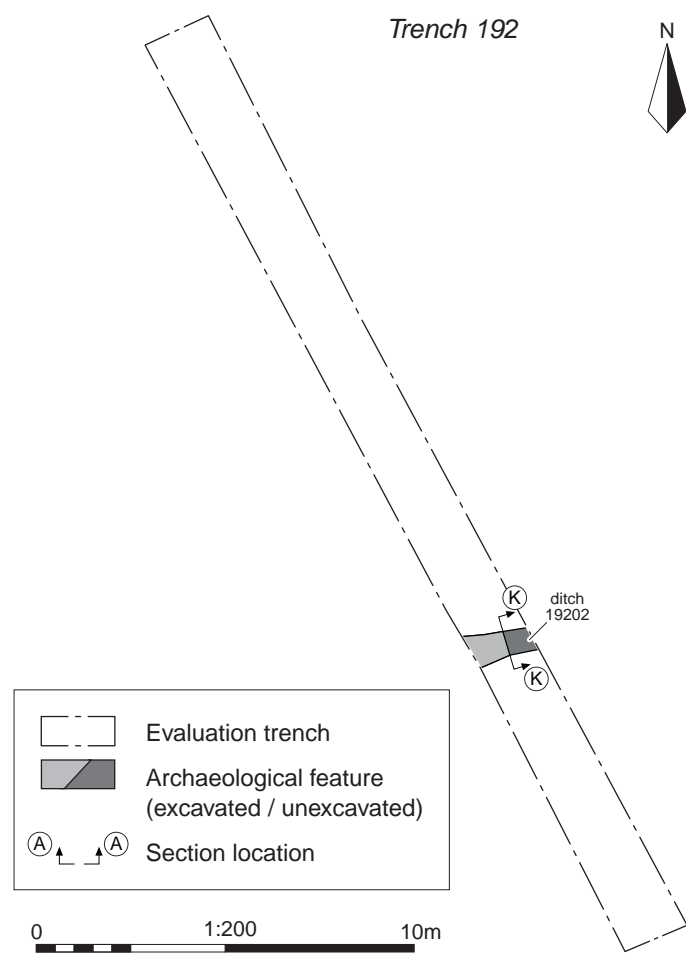 Trench 192
N
K
ditch
19202
K
Evaluation trench
Archaeological feature
(excavated / unexcavated)
A A Section location
0 1:200 10m